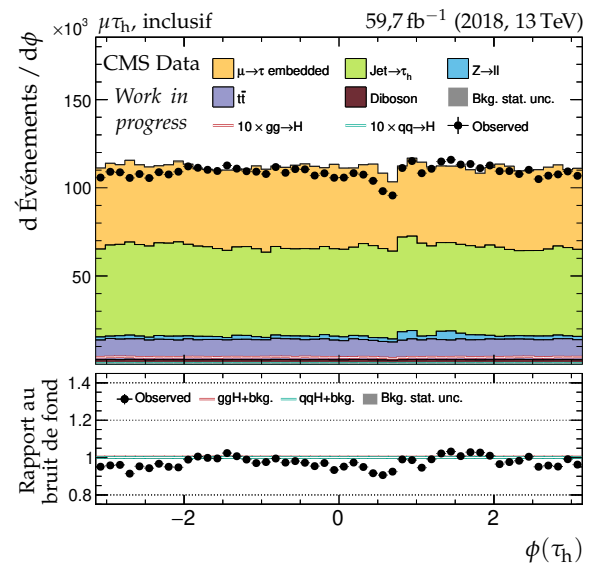 μτₕ, inclusif 59,7 fb⁻¹ (2018, 13 TeV)
×10³
CMS Data
Work in
progress
μ→τ embedded Jet→τₕ Z→ll
tt̄ Diboson Bkg. stat. unc.
10 × gg→H 10 × qq→H Observed
d Événements / dϕ
150
100
50
Observed ggH+bkg. qqH+bkg. Bkg. stat. unc.
Rapport au
bruit de fond
1.4
1.2
1
0.8
−2 0 2
ϕ(τₕ)